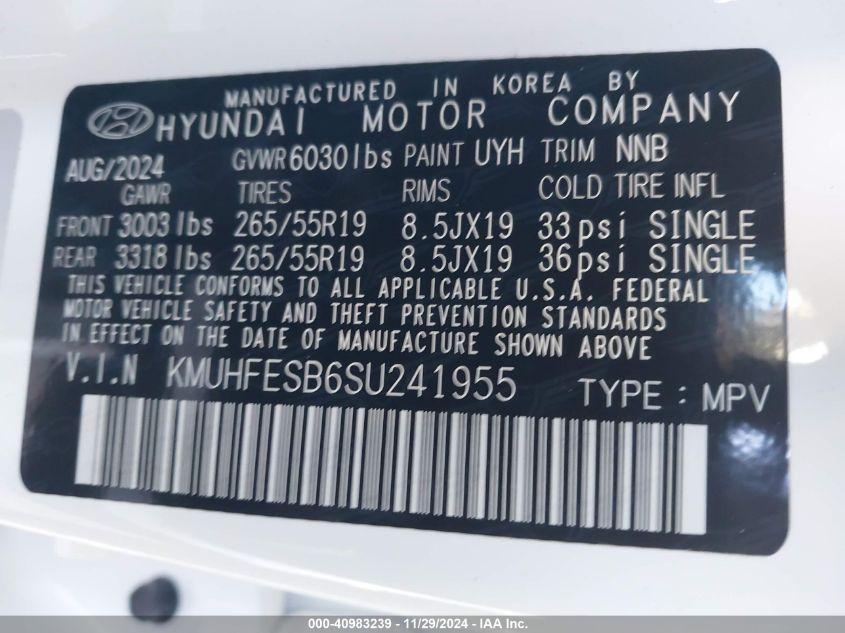 MANUFACTURED IN KOREA BY
HYUNDAI MOTOR COMPANY
AUG/2024 GVWR 6030 lbs PAINT UYH TRIM NNB
GAWR TIRES RIMS COLD TIRE INFL
FRONT 3003 lbs 265/55R19 8.5JX19 33psi SINGLE
REAR 3318 lbs 265/55R19 8.5JX19 36psi SINGLE
THIS VEHICLE CONFORMS TO ALL APPLICABLE U.S.A. FEDERAL
MOTOR VEHICLE SAFETY AND THEFT PREVENTION STANDARDS
IN EFFECT ON THE DATE OF MANUFACTURE SHOWN ABOVE
V.I.N KMUHFESB6SU241955 TYPE : MPV
000-40983239 - 11/29/2024 - IAA Inc.